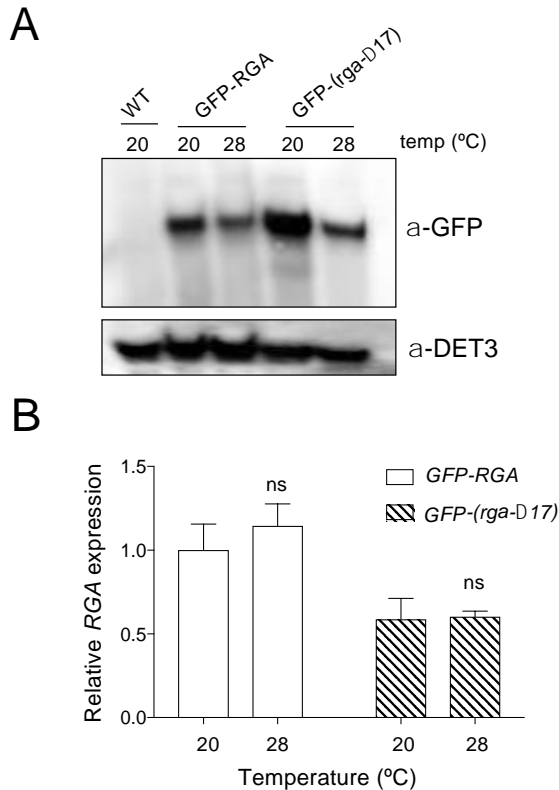 A
WT
GFP-RGA
GFP-(rga-D17)
20 20 28 20 28 temp (ºC)
a-GFP
a-DET3
B
Relative RGA expression
1.5
1.0
0.5
0.0
ns
ns
GFP-RGA
GFP-(rga-D17)
20 28 20 28
Temperature (ºC)